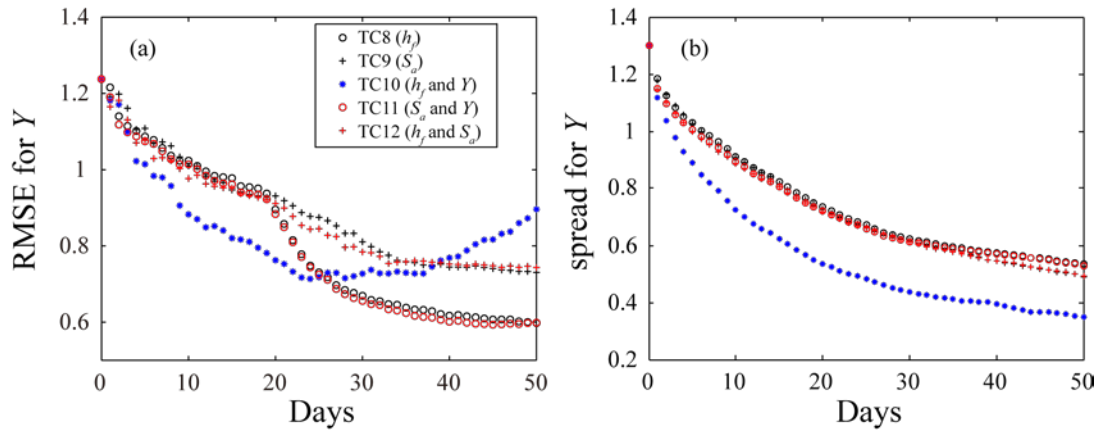 (a)
TC8 (h_f)
TC9 (S_a)
TC10 (h_f and Y)
TC11 (S_a and Y)
TC12 (h_f and S_a)
RMSE for Y
1.4
1.2
1
0.8
0.6
0 10 20 30 40 50
Days
(b)
spread for Y
1.4
1.2
1
0.8
0.6
0.4
0.2
0 10 20 30 40 50
Days